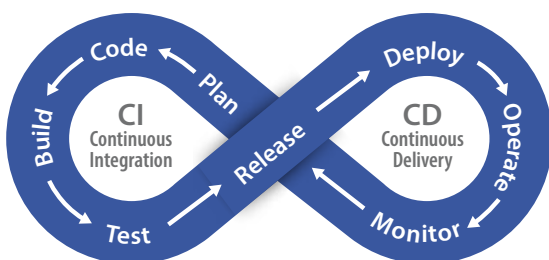 Plan
Code
Build
Test
Release
Deploy
Operate
Monitor
CI
Continuous
Integration
CD
Continuous
Delivery